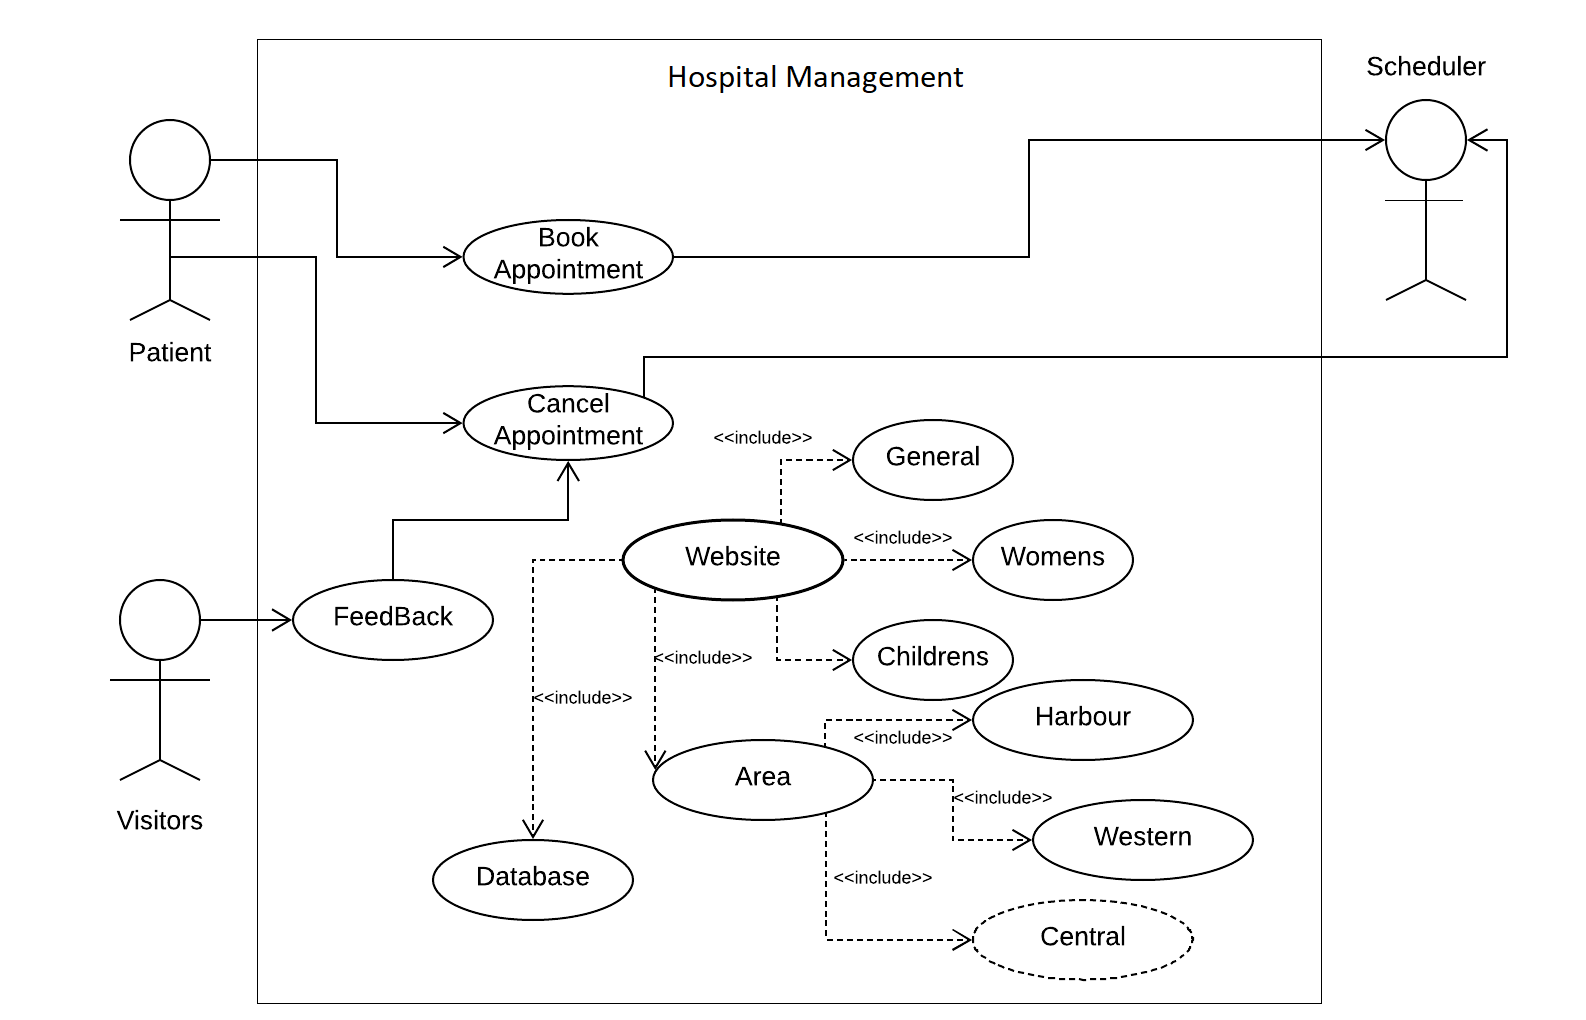 Hospital Management
Scheduler
Book
Appointment
Patient
Cancel
Appointment
<<include>>
General
Website
<<include>>
Womens
FeedBack
<<include>>
Childrens
<<include>>
Harbour
<<include>>
Area
<<include>>
Western
Visitors
Database
<<include>>
Central